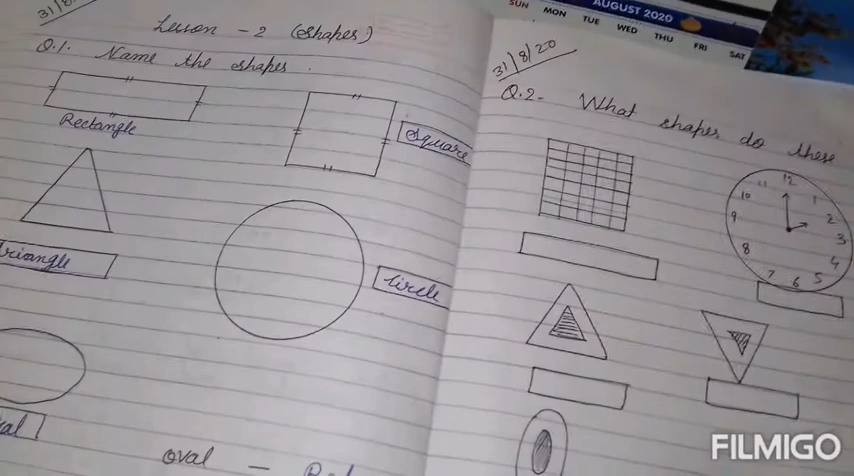 31/8/
Lesson - 2 (Shapes)
Q.1. Name the shapes.
Rectangle
Square
Triangle
Circle
oval
AUGUST 2020
SUN MON TUE WED THU FRI SAT
31/8/20
Q.2- What shapes do these
12
11 1
10 2
9 3
8 4
7 6 5
FILMIGO